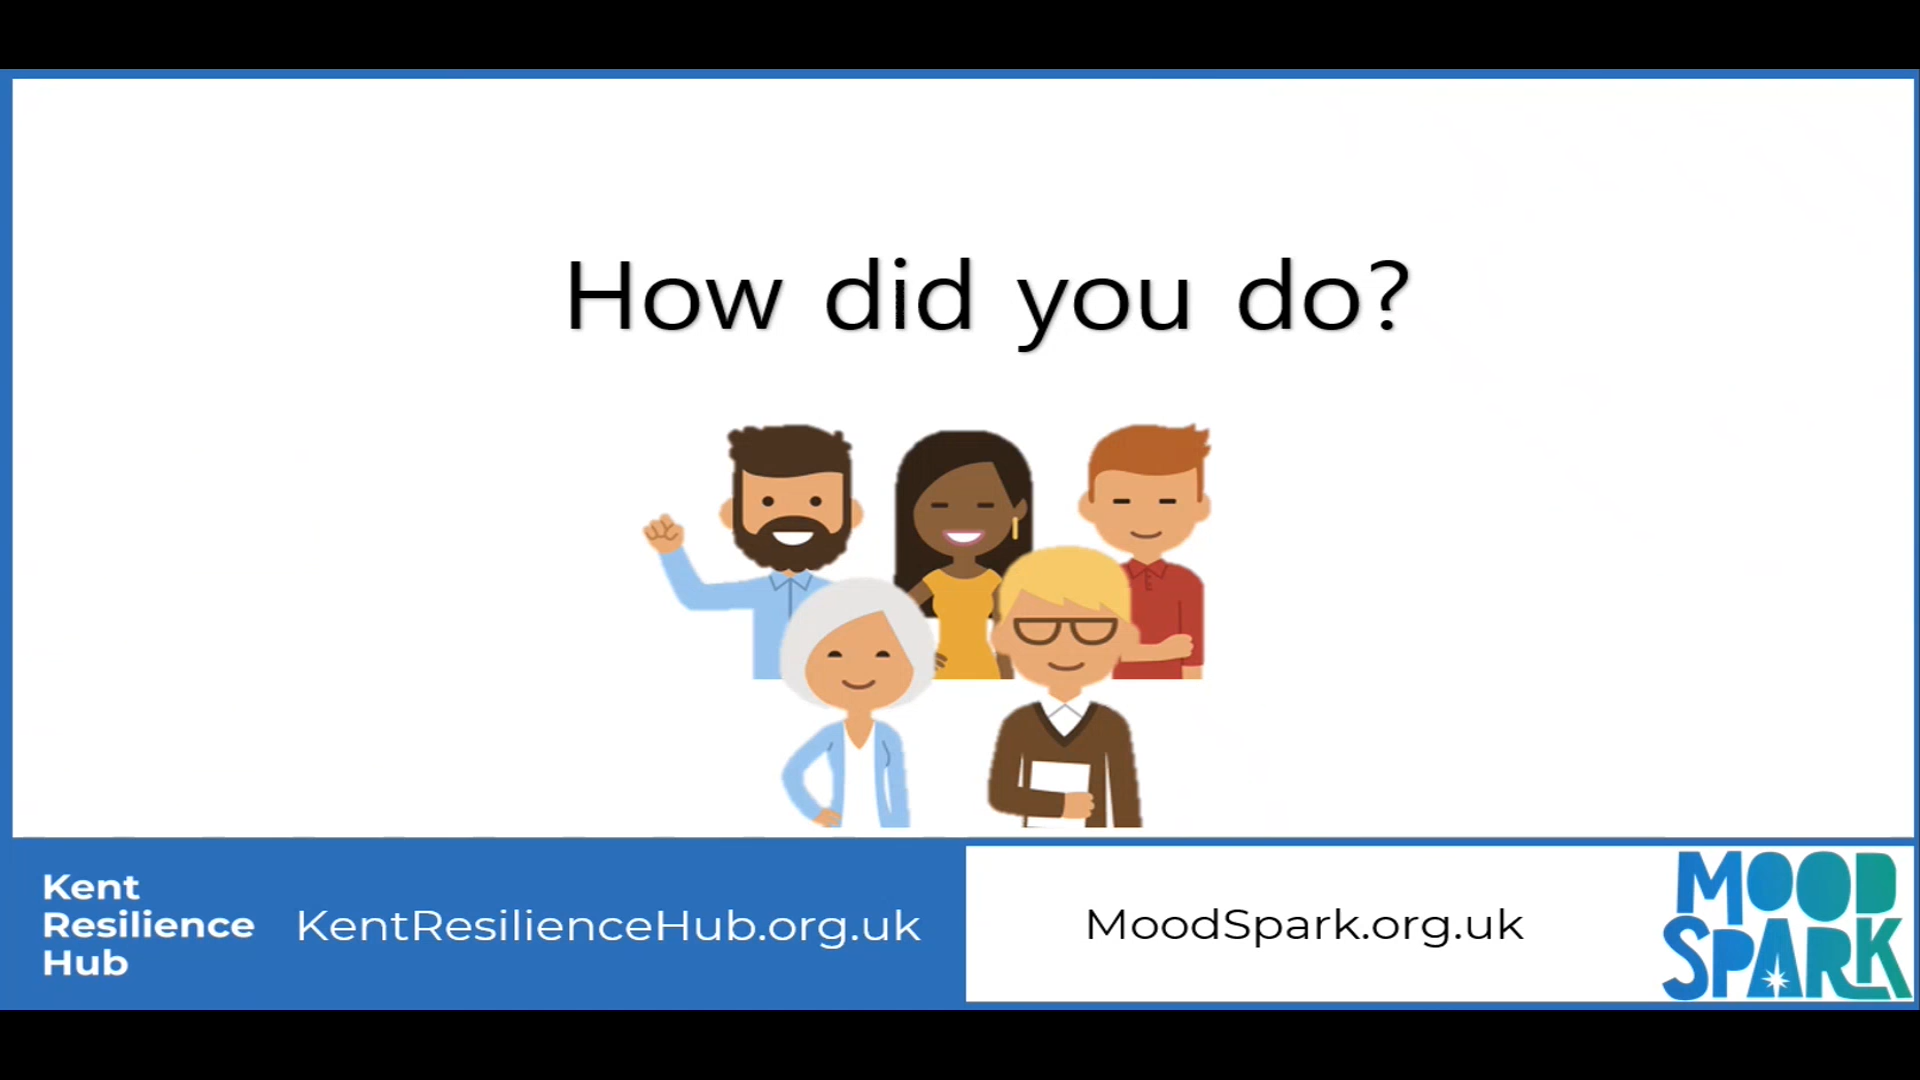 How did you do?
Kent
Resilience
Hub
KentResilienceHub.org.uk
MoodSpark.org.uk
MOOD
SPARK